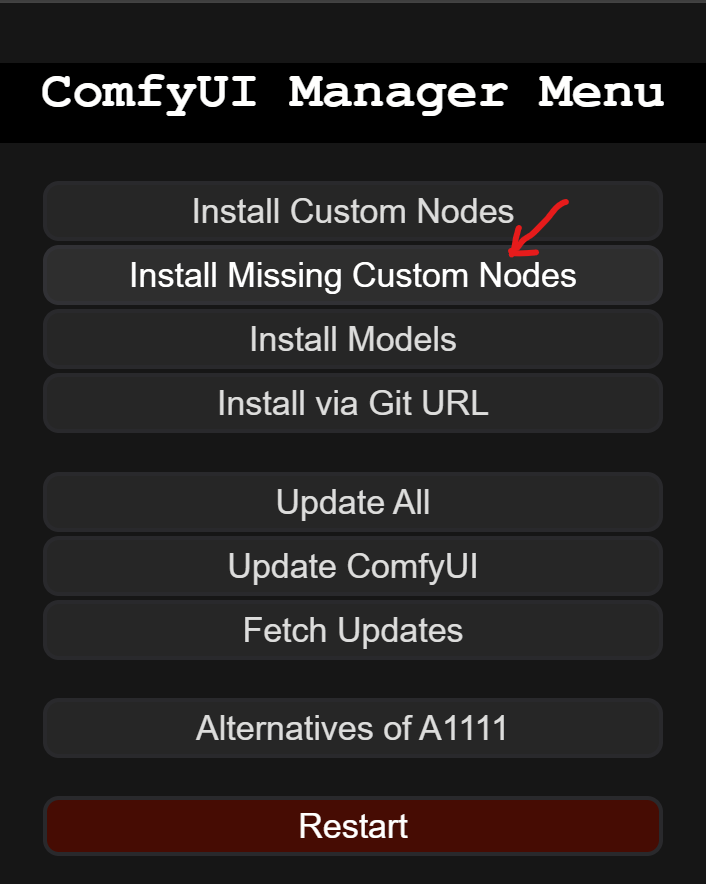 ComfyUI Manager Menu
Install Custom Nodes
Install Missing Custom Nodes
Install Models
Install via Git URL
Update All
Update ComfyUI
Fetch Updates
Alternatives of A1111
Restart